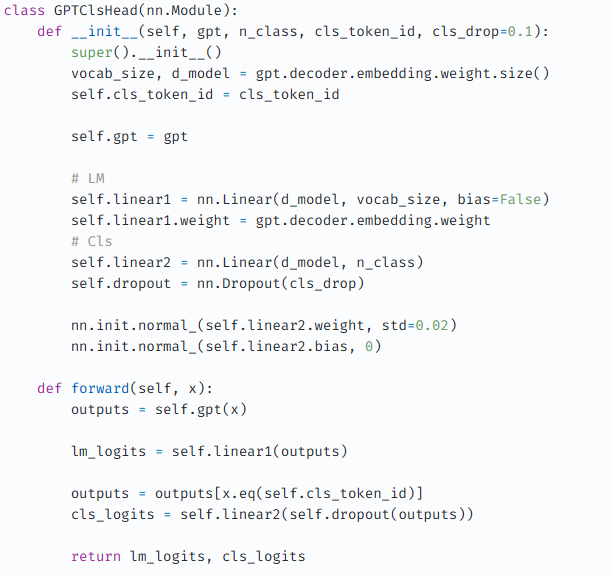 class GPTClsHead(nn.Module):
    def __init__(self, gpt, n_class, cls_token_id, cls_drop=0.1):
        super().__init__()
        vocab_size, d_model = gpt.decoder.embedding.weight.size()
        self.cls_token_id = cls_token_id

        self.gpt = gpt

        # LM
        self.linear1 = nn.Linear(d_model, vocab_size, bias=False)
        self.linear1.weight = gpt.decoder.embedding.weight
        # Cls
        self.linear2 = nn.Linear(d_model, n_class)
        self.dropout = nn.Dropout(cls_drop)

        nn.init.normal_(self.linear2.weight, std=0.02)
        nn.init.normal_(self.linear2.bias, 0)

    def forward(self, x):
        outputs = self.gpt(x)

        lm_logits = self.linear1(outputs)

        outputs = outputs[x.eq(self.cls_token_id)]
        cls_logits = self.linear2(self.dropout(outputs))

        return lm_logits, cls_logits